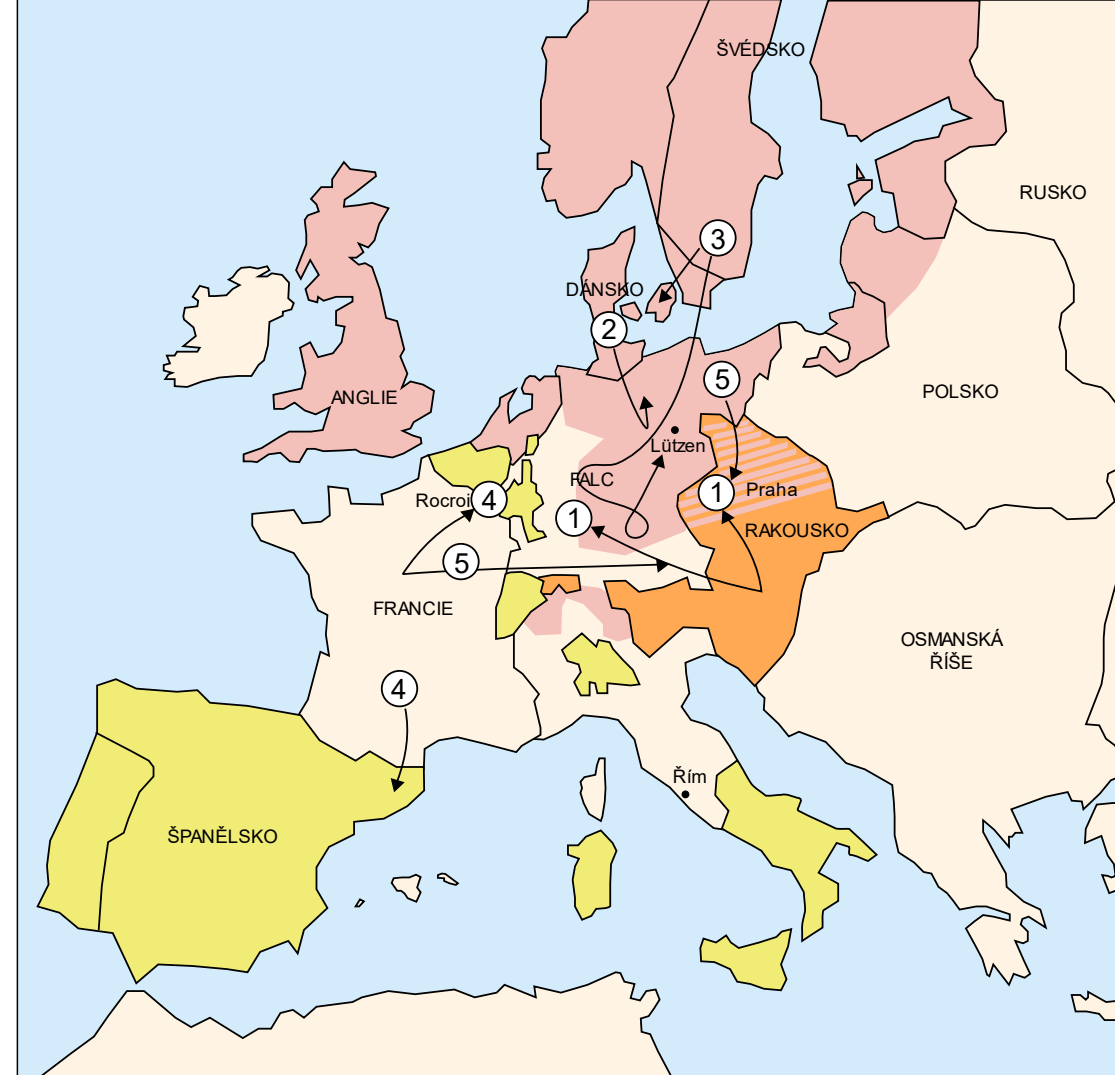 ŠVÉDSKO
RUSKO
3
DÁNSKO
2
5
POLSKO
ANGLIE
Lützen
FALC
Rocroi
4
1
Praha
1
RAKOUSKO
5
FRANCIE
OSMANSKÁ
ŘÍŠE
4
Řím
ŠPANĚLSKO